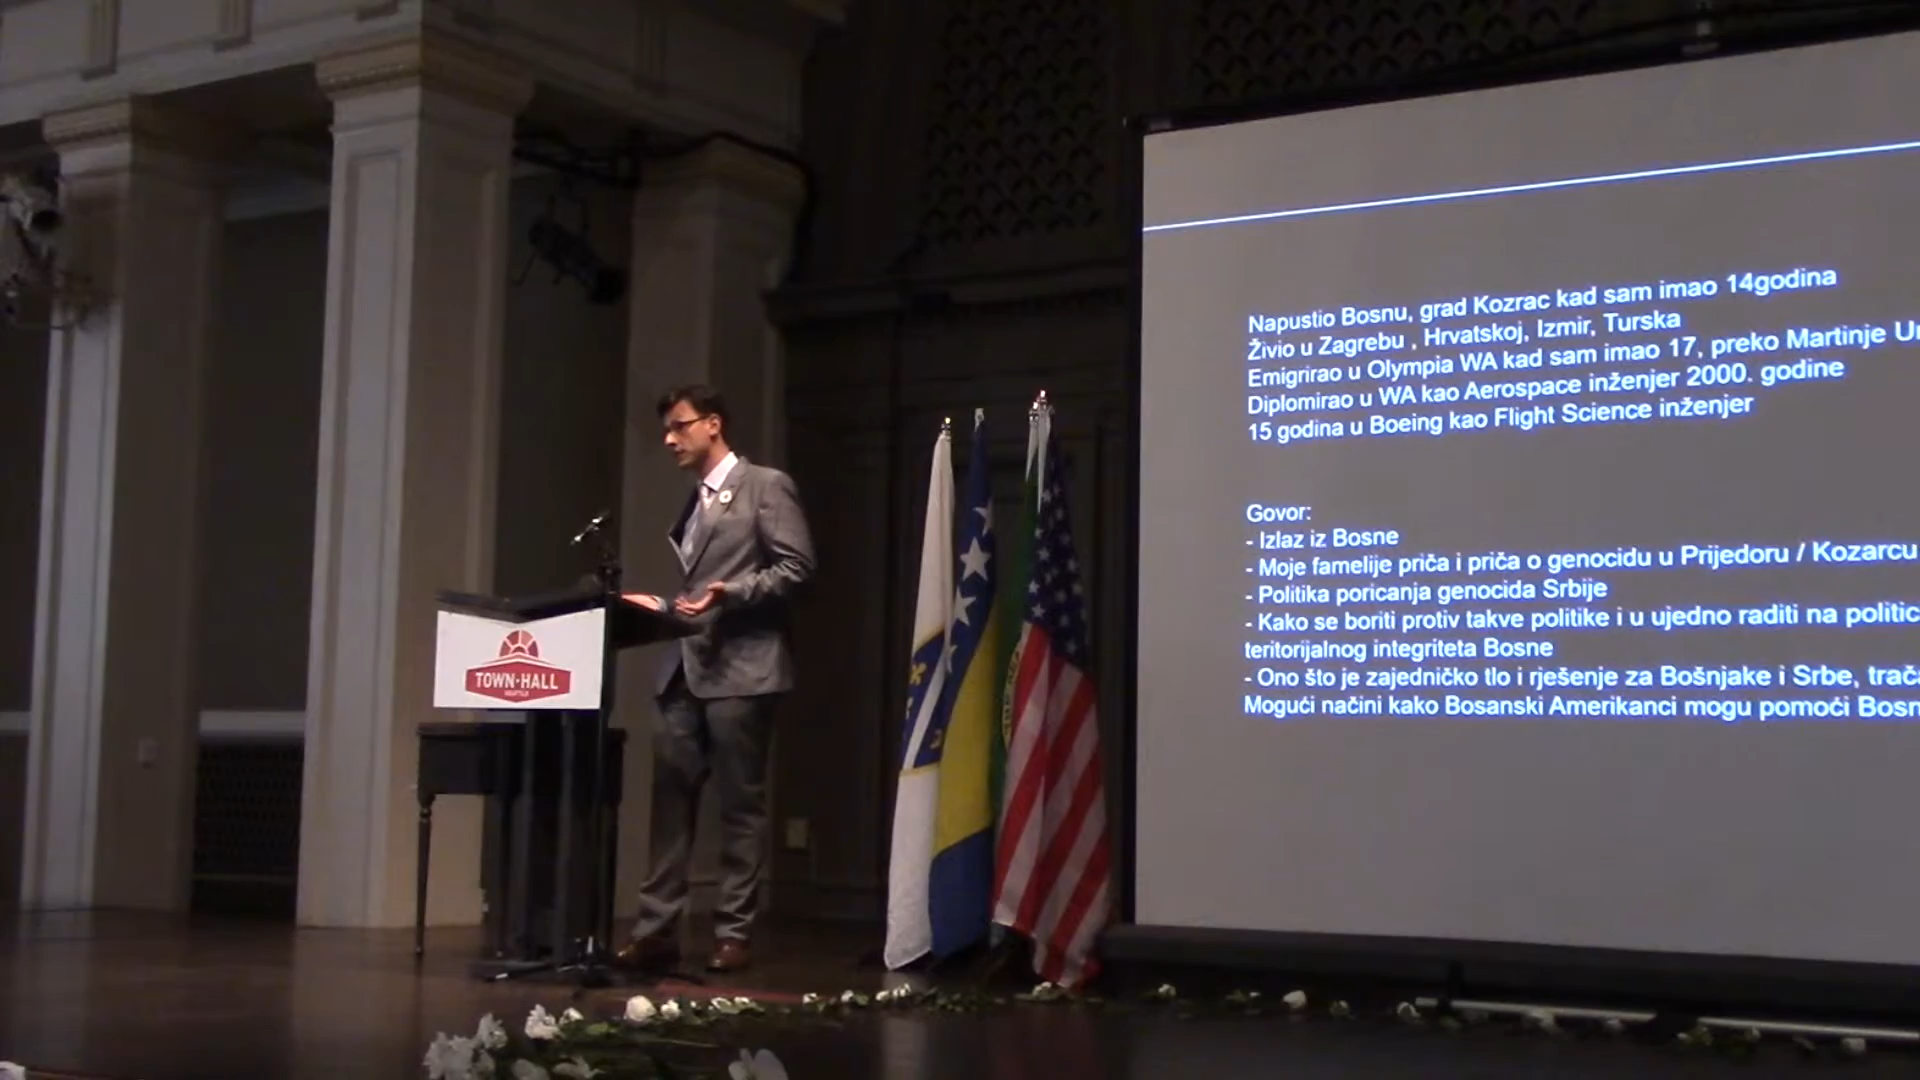 TOWN-HALL
SEATTLE
Napustio Bosnu, grad Kozrac kad sam imao 14godina
Živio u Zagrebu , Hrvatskoj, Izmir, Turska
Emigrirao u Olympia WA kad sam imao 17, preko Martinje
Diplomirao u WA kao Aerospace inženjer 2000. godine
15 godina u Boeing kao Flight Science inženjer
Govor:
- Izlaz iz Bosne
- Moje famelije priča i priča o genocidu u Prijedoru / Kozarcu
- Politika poricanja genocida Srbije
- Kako se boriti protiv takve politike i u ujedno raditi na
teritorijalnog integriteta Bosne
- Ono što je zajedničko tlo i rješenje za Bošnjake i Srbe,
Mogući načini kako Bosanski Amerikanci mogu pomoći